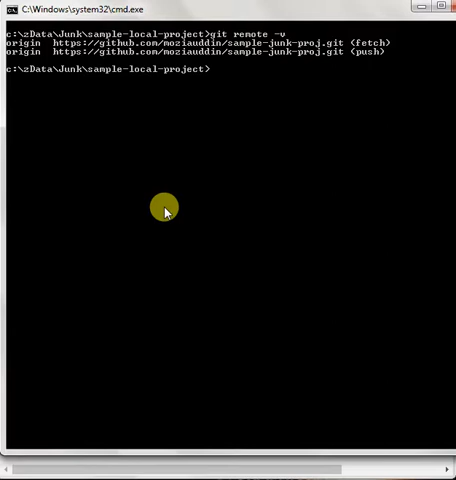 C:\Windows\system32\cmd.exe
c:\zData\Junk\sample-local-project>git remote -v
origin  https://github.com/moziauddin/sample-junk-proj.git (fetch)
origin  https://github.com/moziauddin/sample-junk-proj.git (push)
c:\zData\Junk\sample-local-project>